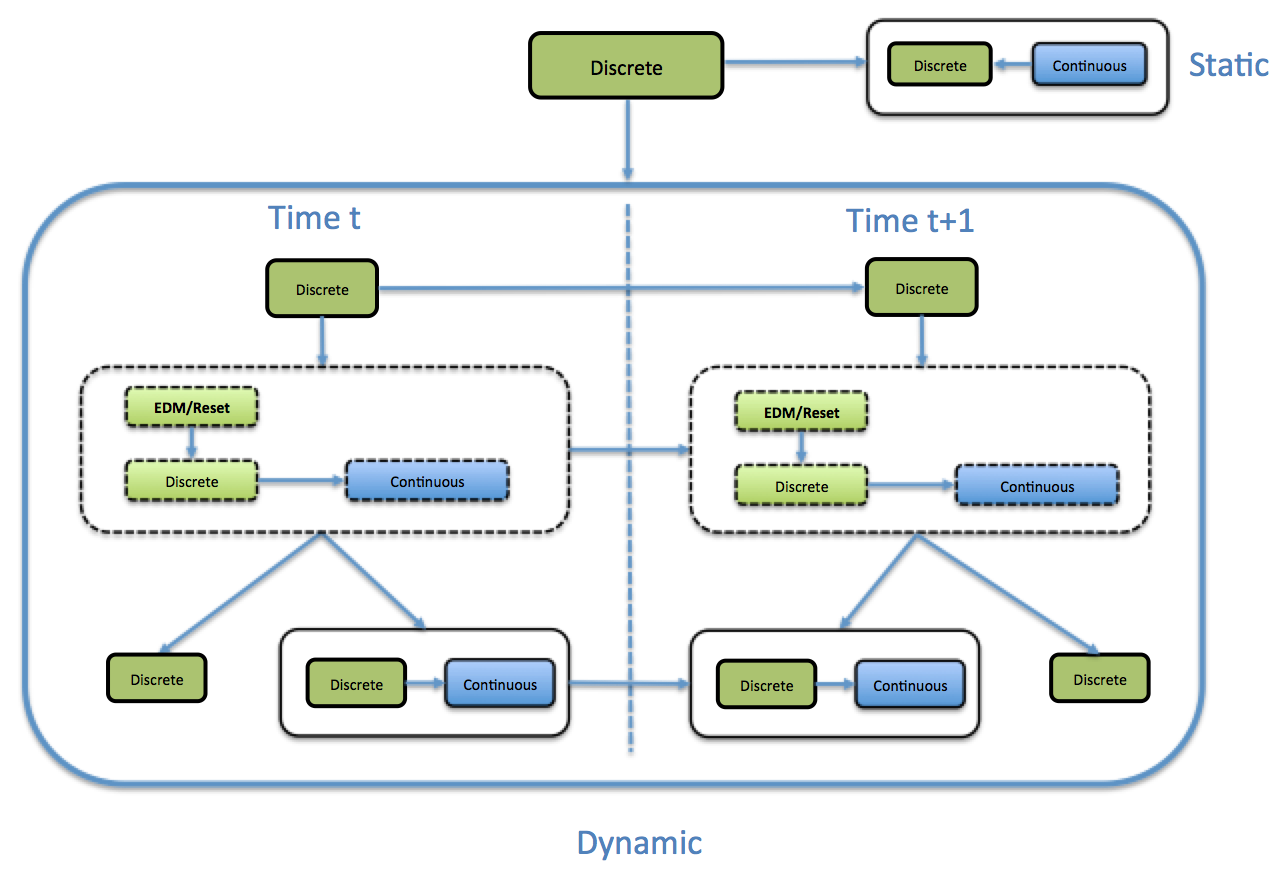 Discrete
Discrete
Continuous
Static
Time t
Time t+1
Discrete
Discrete
EDM/Reset
EDM/Reset
Discrete
Continuous
Discrete
Continuous
Discrete
Discrete
Continuous
Discrete
Continuous
Discrete
Dynamic